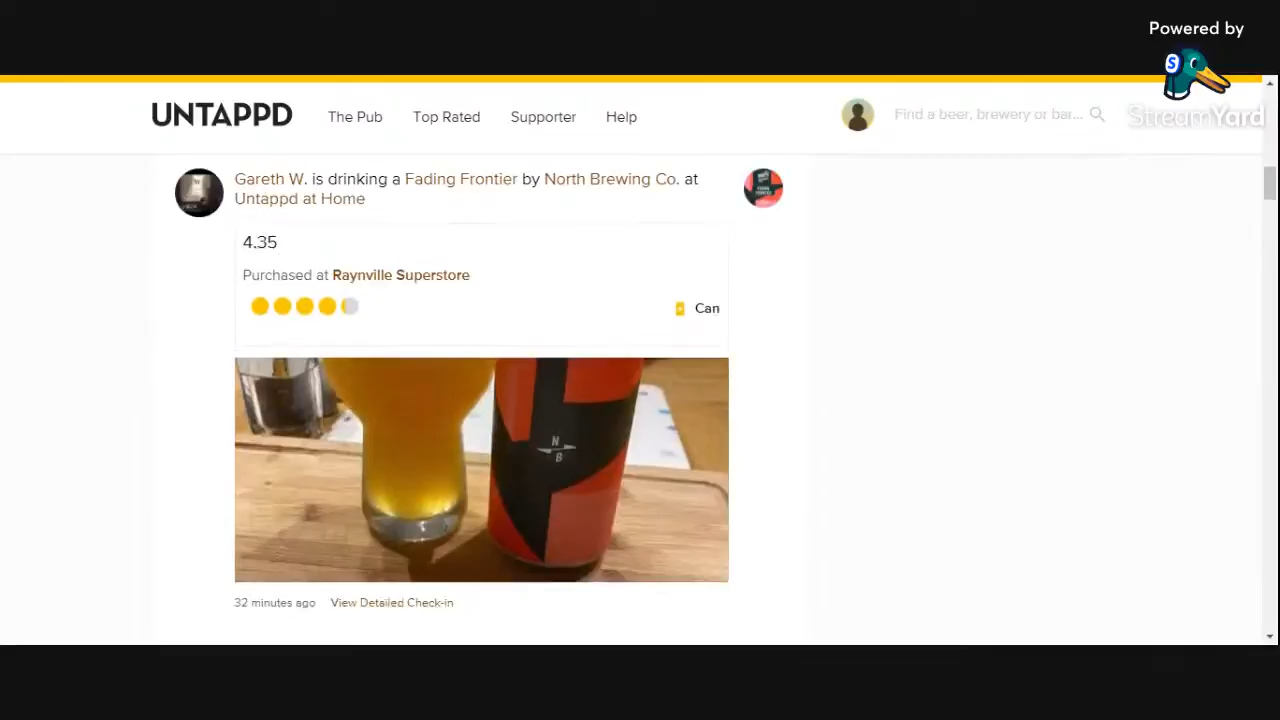 Powered by
StreamYard
UNTAPPD
The Pub
Top Rated
Supporter
Help
Find a beer, brewery or bar...
Gareth W. is drinking a Fading Frontier by North Brewing Co. at
Untappd at Home
4.35
Purchased at Raynville Superstore
Can
N
B
32 minutes ago
View Detailed Check-in